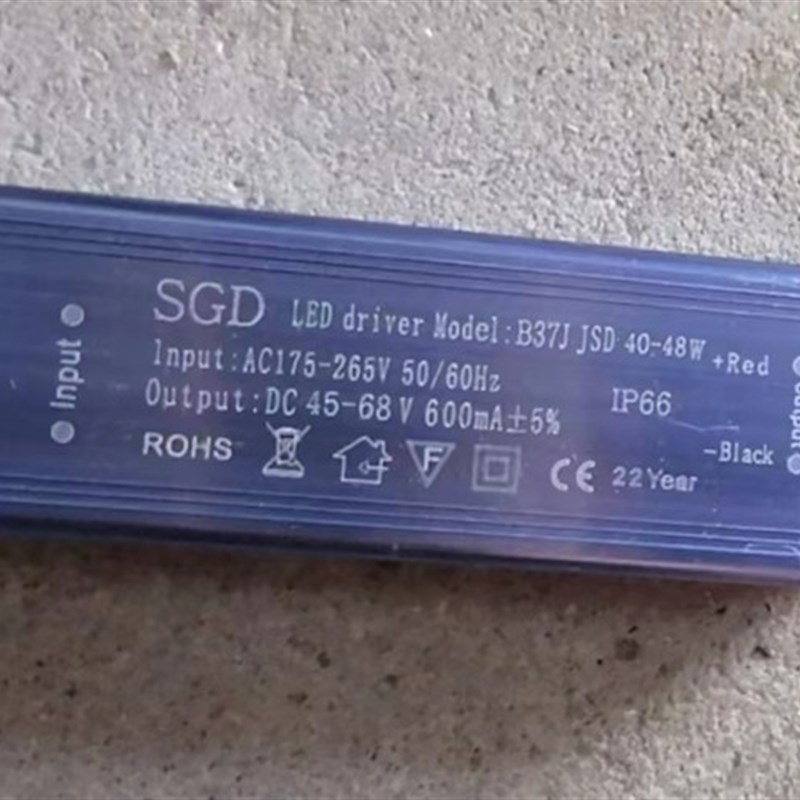 Input
SGD LED driver Model:B37J JSD 40-48W
Input:AC175-265V 50/60Hz
Output:DC 45-68V 600mA±5%
IP66
+Red
-Black
ROHS F CE 22Year